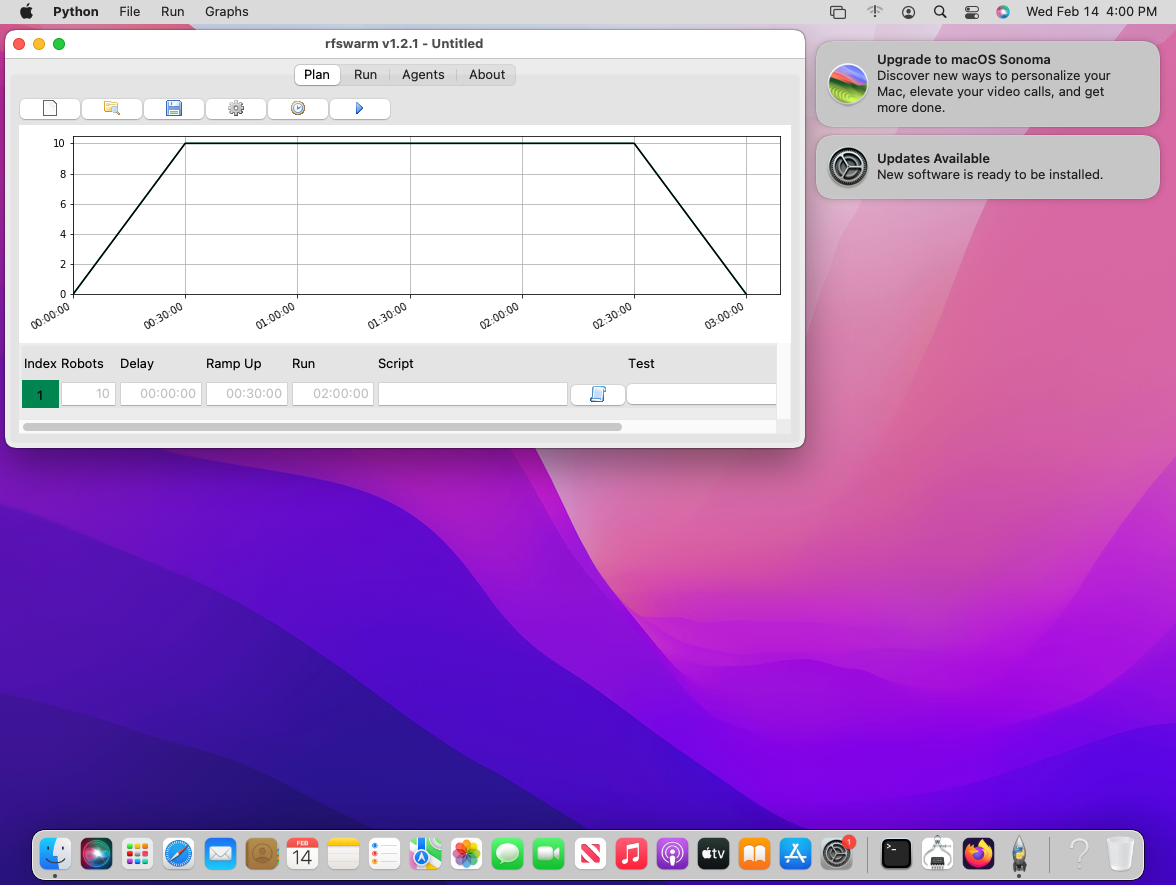 Python File Run Graphs Wed Feb 14 4:00 PM
rfswarm v1.2.1 - Untitled
Plan Run Agents About
10
8
6
4
2
0
00:00:00 00:30:00 01:00:00 01:30:00 02:00:00 02:30:00 03:00:00
Index Robots Delay Ramp Up Run Script Test
1 10 00:00:00 00:30:00 02:00:00
Upgrade to macOS Sonoma
Discover new ways to personalize your
Mac, elevate your video calls, and get
more done.
Updates Available
New software is ready to be installed.
FEB
14
tv
1